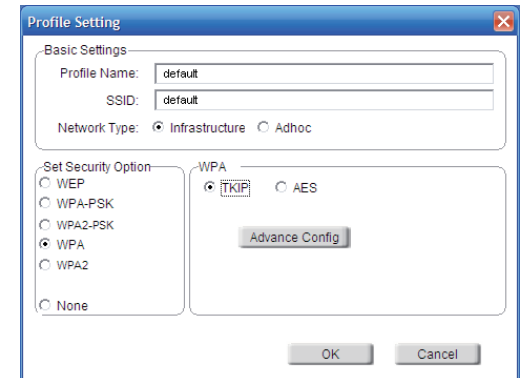 Profile Setting
Basic Settings
Profile Name: default
SSID: default
Network Type: Infrastructure Adhoc
Set Security Option
WEP
WPA-PSK
WPA2-PSK
WPA
WPA2
None
WPA
TKIP AES
Advance Config
OK Cancel